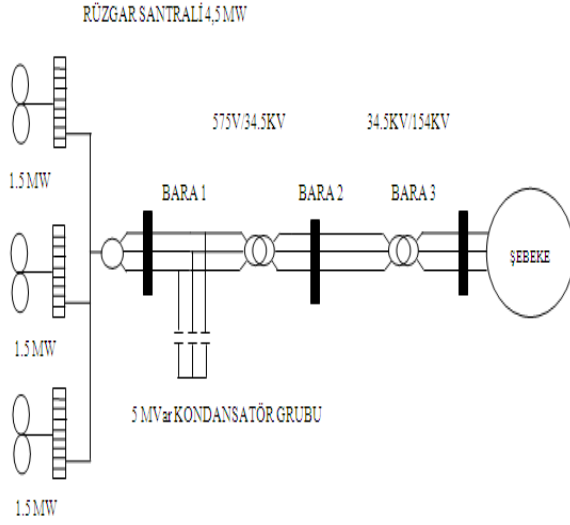 RÜZGAR SANTRALİ 4,5 MW
575V/34.5KV
34.5KV/154KV
1.5 MW
BARA 1
BARA 2
BARA 3
ŞEBEKE
1.5 MW
5 MVar KONDANSATÖR GRUBU
1.5 MW